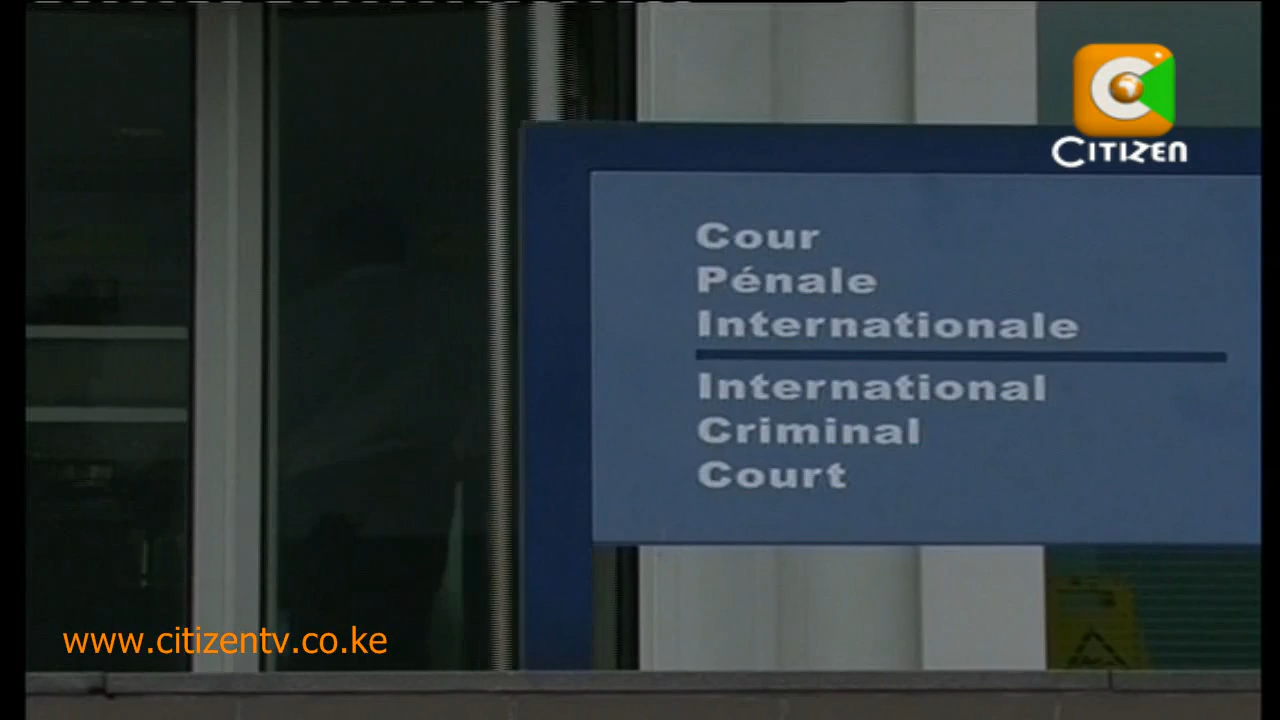 CITIZEN
Cour
Pénale
Internationale
International
Criminal
Court
www.citizentv.co.ke